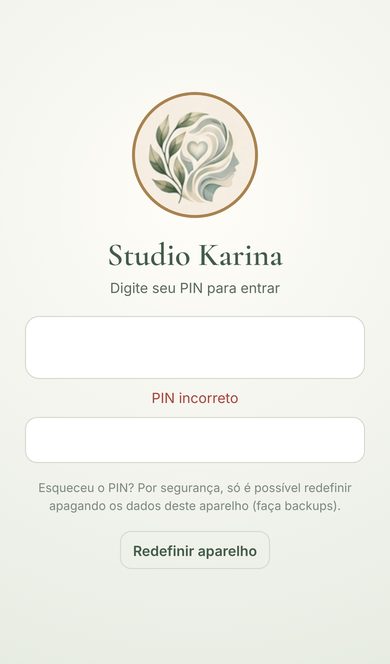 Studio Karina
Digite seu PIN para entrar
PIN incorreto
Esqueceu o PIN? Por segurança, só é possível redefinir
apagando os dados deste aparelho (faça backups).
Redefinir aparelho